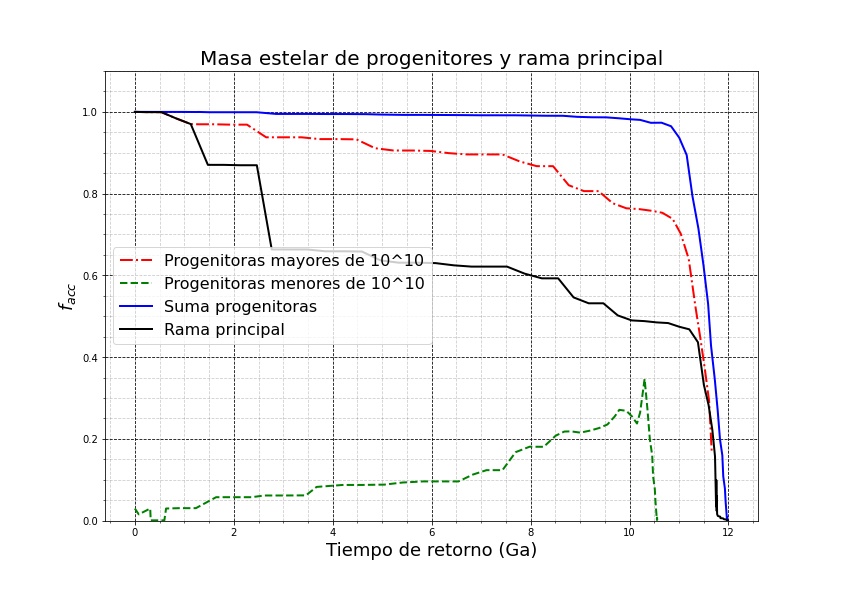 Masa estelar de progenitores y rama principal
1.0
0.8
0.6
0.4
0.2
0.0
f_acc
Progenitoras mayores de 10^10
Progenitoras menores de 10^10
Suma progenitoras
Rama principal
0 2 4 6 8 10 12
Tiempo de retorno (Ga)